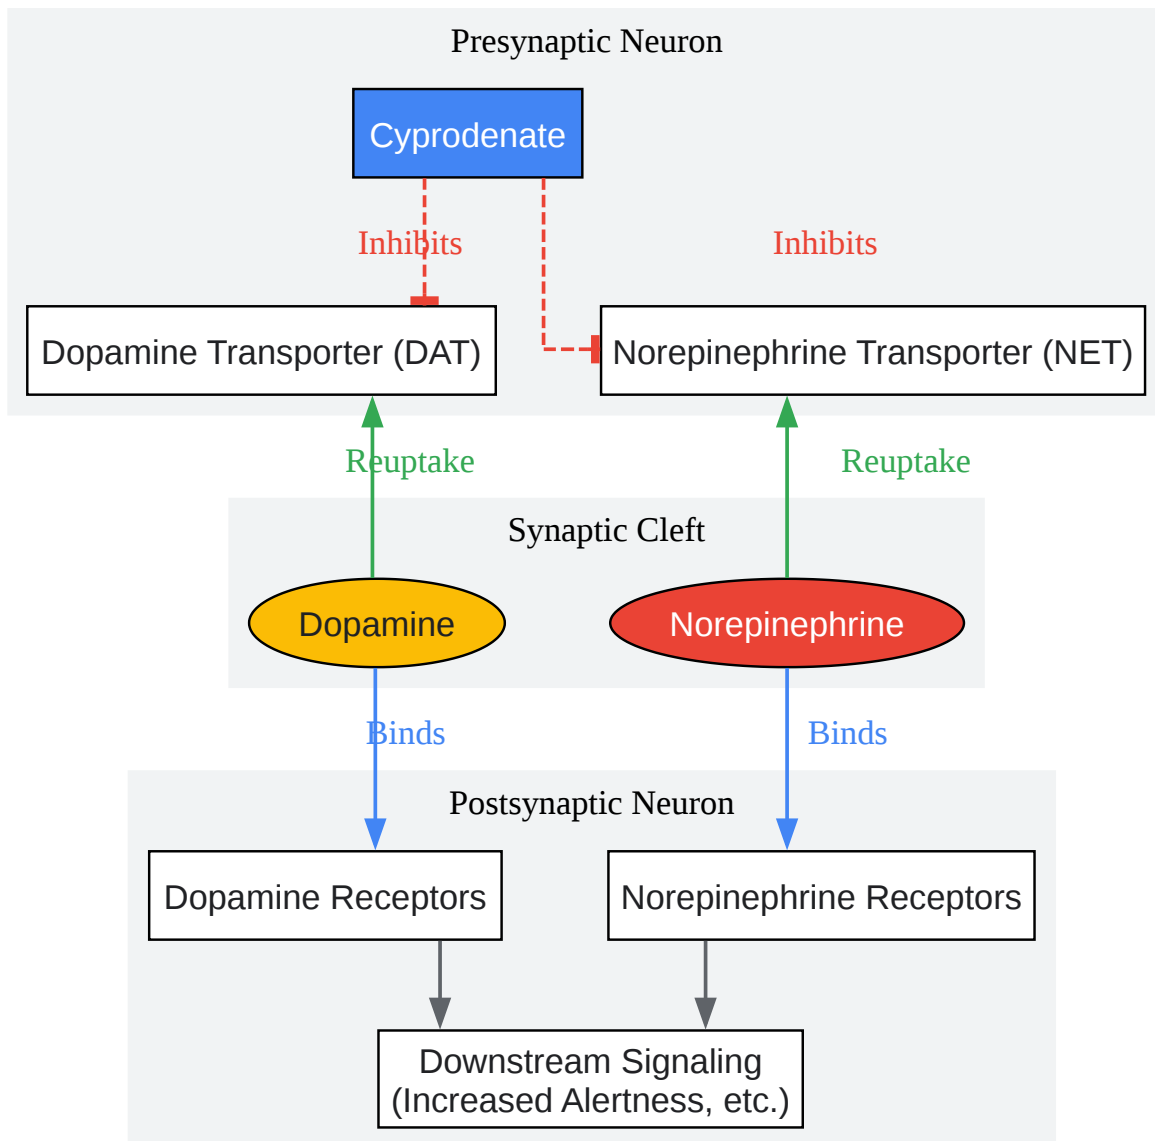 Presynaptic Neuron
Cyprodenate
Inhibits
Inhibits
Dopamine Transporter (DAT)
Norepinephrine Transporter (NET)
Reuptake
Reuptake
Synaptic Cleft
Dopamine
Norepinephrine
Binds
Binds
Postsynaptic Neuron
Dopamine Receptors
Norepinephrine Receptors
Downstream Signaling
(Increased Alertness, etc.)